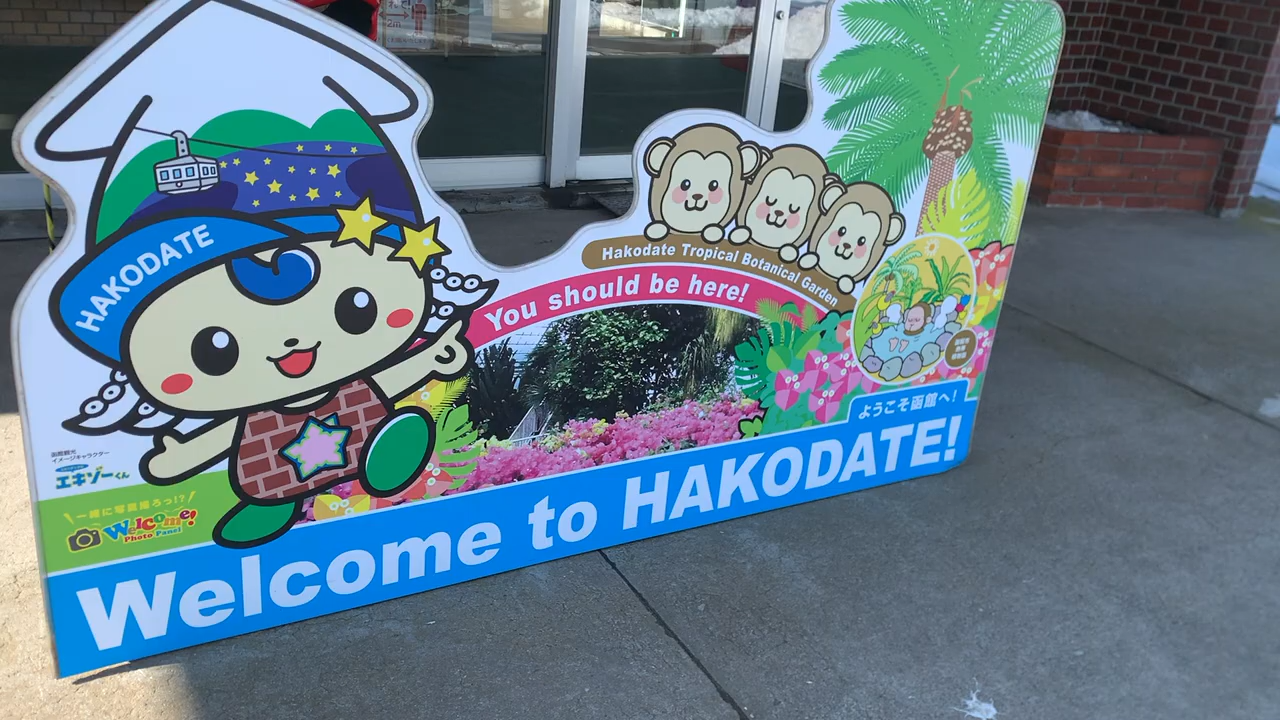 HAKODATE
Hakodate Tropical Botanical Garden
You should be here!
ようこそ函館へ!
函館観光
イメージキャラクター
エキゾーくん
一緒に写真撮ろっ!?
Welcome!
Photo Panel
Welcome to HAKODATE!